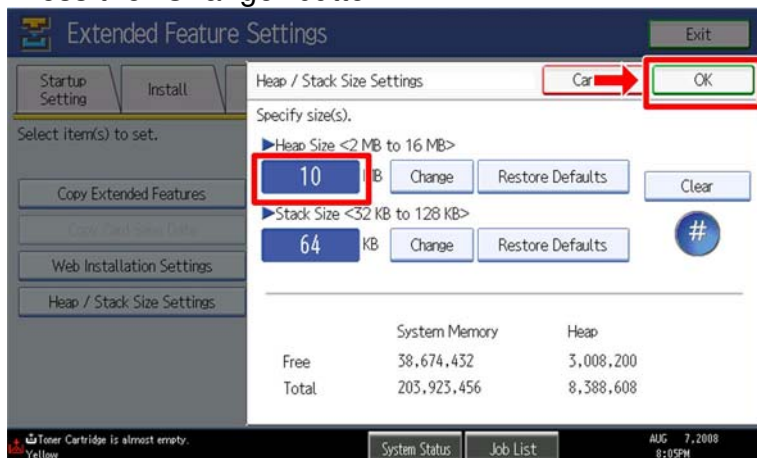 Extended Feature Settings
Exit
Startup
Setting
Install
Heap / Stack Size Settings
OK
Select item(s) to set.
Specify size(s).
▶Heap Size <2 MB to 16 MB>
10
Change
Restore Defaults
Clear
Copy Extended Features
▶Stack Size <32 KB to 128 KB>
64 KB
Change
Restore Defaults
#
Web Installation Settings
Heap / Stack Size Settings
System Memory Heap
Free 38,674,432 3,008,200
Total 203,923,456 8,388,608
Toner Cartridge is almost empty.
Yellow
System Status
Job List
AUG 7,2008
8:05PM